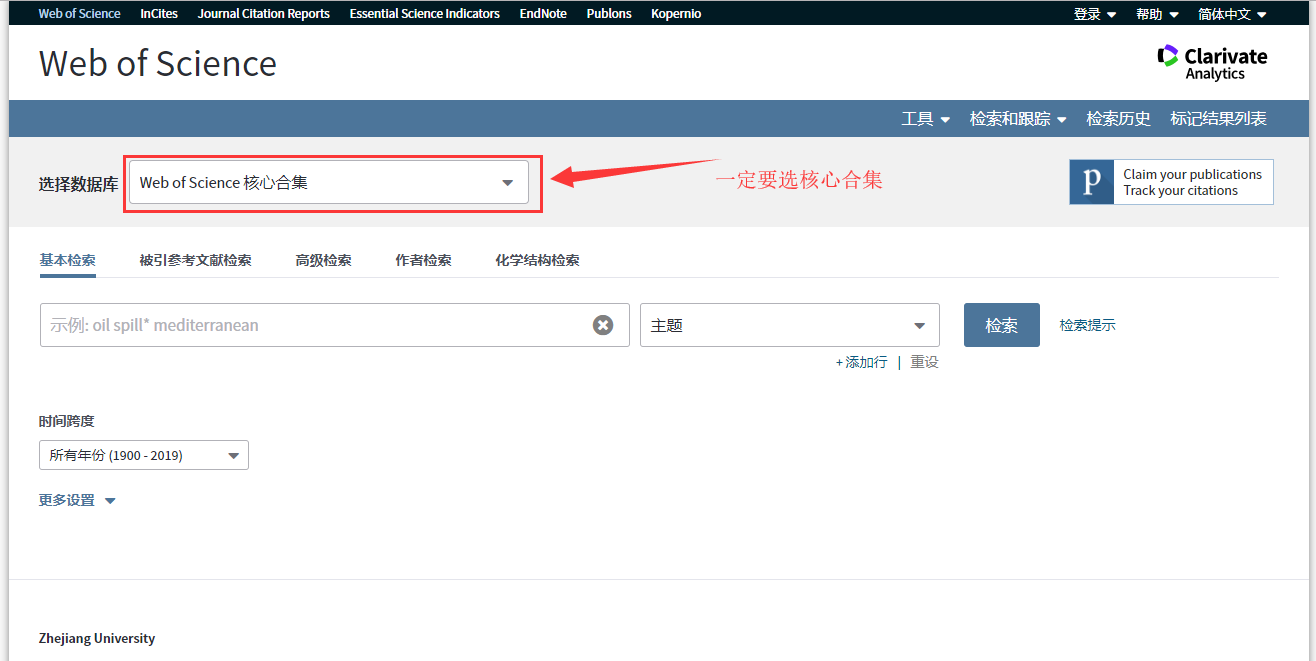 Web of Science InCites Journal Citation Reports Essential Science Indicators EndNote Publons Kopernio 登录 帮助 简体中文
Web of Science
Clarivate
Analytics
工具 检索和跟踪 检索历史 标记结果列表
选择数据库 Web of Science 核心合集 一定要选核心合集
p Claim your publications
Track your citations
基本检索 被引参考文献检索 高级检索 作者检索 化学结构检索
示例: oil spill* mediterranean 主题 检索 检索提示
+ 添加行 | 重设
时间跨度
所有年份 (1900 - 2019)
更多设置
Zhejiang University